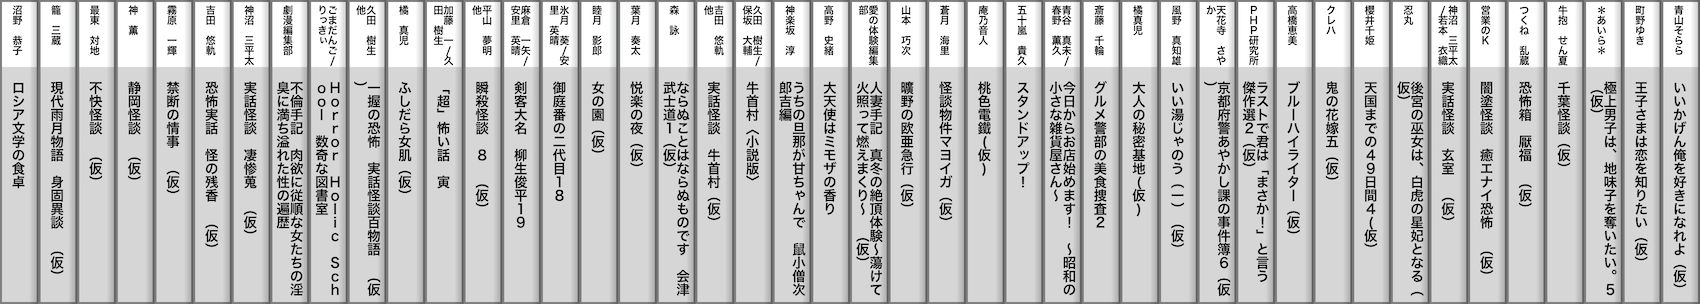 青山そらら
いいかげん俺を好きになれよ（仮）
町野ゆき
王子さまは恋を知りたい（仮）
＊あいら＊
極上男子は、地味子を奪いたい。５
（仮）
牛抱 せん夏
千葉怪談（仮）
つくね 乱蔵
恐怖箱 厭福（仮）
営業のK
闇塗怪談 癒エナイ恐怖（仮）
神沼 三平太
/若本 衣織
実話怪談 玄室（仮）
忍丸
後宮の巫女は、白虎の星妃となる（
仮）
櫻井千姫
天国までの４９日間４(仮)
クレハ
鬼の花嫁五（仮）
高橋恵美
ブルーハイライター（仮）
PHP研究所
ラストで君は「まさか！」と言う
傑作選２（仮）
天花寺 さや
か
京都府警あやかし課の事件簿６（仮
）
風野 真知雄
いい湯じゃのう（二）（仮）
橘真児
大人の秘密基地(仮)
斎藤 千輪
グルメ警部の美食捜査２
青谷 真未/
春野 薫久
今日からお店始めます！ ～昭和の
小さな雑貨屋さん～
五十嵐 貴久
スタンドアップ！
庵乃音人
桃色電鐵(仮)
蒼月 海里
怪談物件マヨイガ（仮）
山本 巧次
曠野の欧亜急行（仮）
愛の体験編集
部
人妻手記 真冬の絶頂体験～蕩けて
火照って燃えまくり～（仮）
高野 史緒
大天使はミモザの香り
神楽坂 淳
うちの旦那が甘ちゃんで 鼠小僧次
郎吉編
久田 樹生/
保坂 大輔
牛首村〈小説版〉
吉田 悠軌
他
実話怪談 牛首村（仮）
森 詠
ならぬことはならぬものです 会津
武士道１（仮）
葉月 奏太
悦楽の夜（仮）
睦月 影郎
女の園（仮）
氷月 葵/安
里 英晴
御庭番の二代目１８
麻倉 一矢/
安里 英晴
剣客大名 柳生俊平１９
平山 夢明
他
瞬殺怪談 ８（仮）
加藤 一/久
田 樹生
「超」怖い話 寅
橘 真児
ふしだら女肌（仮）
久田 樹生
他
一握の恐怖 実話怪談百物語（仮
）
ごまだんご/
りっきぃ
Ｈｏｒｒｏｒ Ｈｏｌｉｃ Ｓｃｈ
ｏｏｌ 数奇な図書室
劇漫編集部
不倫手記 肉欲に従順な女たちの淫
臭に満ち溢れた性の遍歴
神沼 三平太
実話怪談 凄惨蒐（仮）
吉田 悠軌
恐怖実話 怪の残香（仮）
霧原 一輝
禁断の情事（仮）
神 薫
静岡怪談（仮）
最東 対地
不快怪談（仮）
籠 三蔵
現代雨月物語 身固異談（仮）
沼野 恭子
ロシア文学の食卓